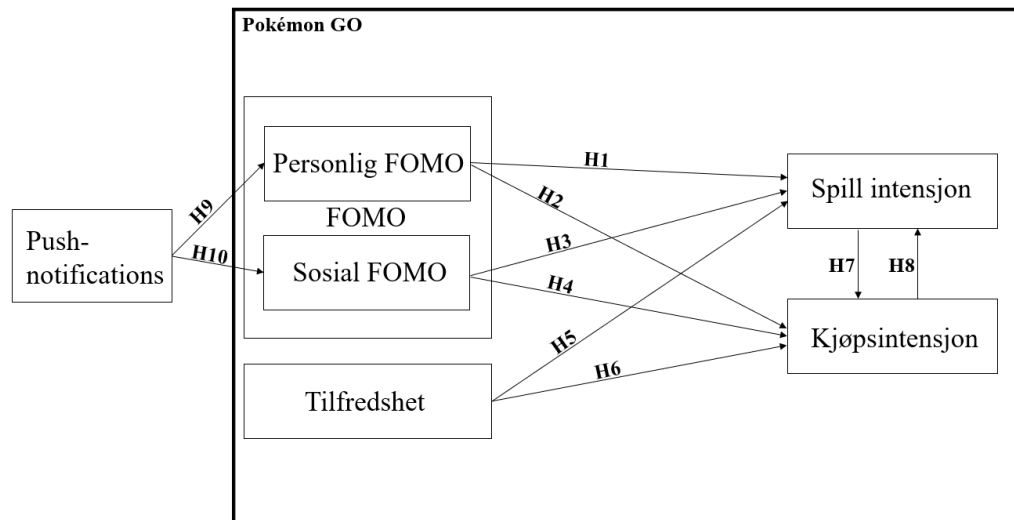 Pokémon GO
Personlig FOMO
FOMO
Sosial FOMO
Push-
notifications
Tilfredshet
Spill intensjon
Kjøpsintensjon
H1
H2
H3
H4
H5
H6
H7
H8
H9
H10